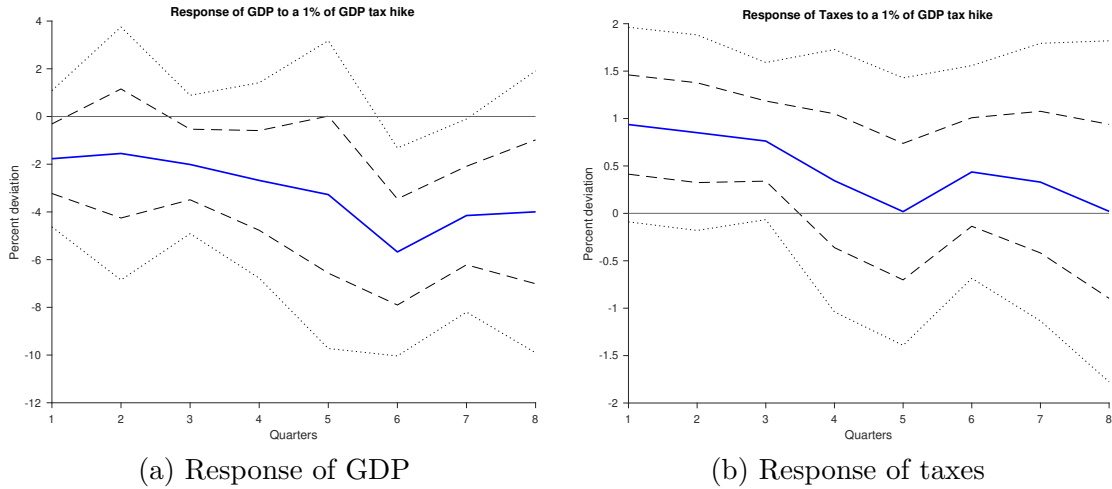 Response of GDP to a 1% of GDP tax hike
4
2
0
-2
-4
-6
-8
-10
-12
Percent deviation
1 2 3 4 5 6 7 8
Quarters
(a) Response of GDP
Response of Taxes to a 1% of GDP tax hike
2
1.5
1
0.5
0
-0.5
-1
-1.5
-2
Percent deviation
1 2 3 4 5 6 7 8
Quarters
(b) Response of taxes